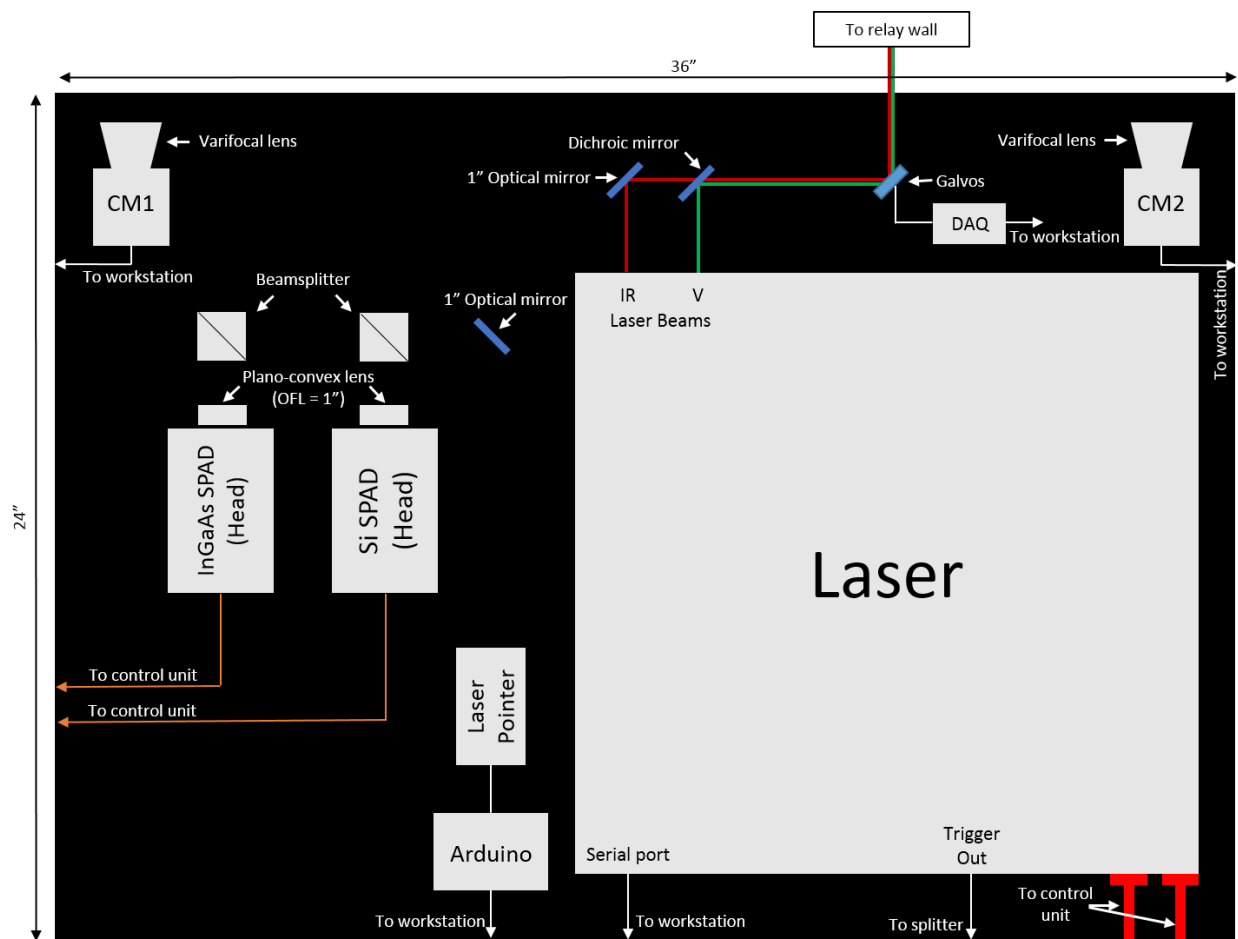 To relay wall
36”
24”
Varifocal lens
CM1
To workstation
Dichroic mirror
1” Optical mirror
Galvos
DAQ
To workstation
Varifocal lens
CM2
To workstation
Beamsplitter
1” Optical mirror
Plano-convex lens
(OFL = 1”)
InGaAs SPAD
(Head)
Si SPAD
(Head)
IR
V
Laser Beams
Laser
To control unit
To control unit
Laser
Pointer
Arduino
To workstation
Serial port
To workstation
Trigger
Out
To splitter
To control
unit